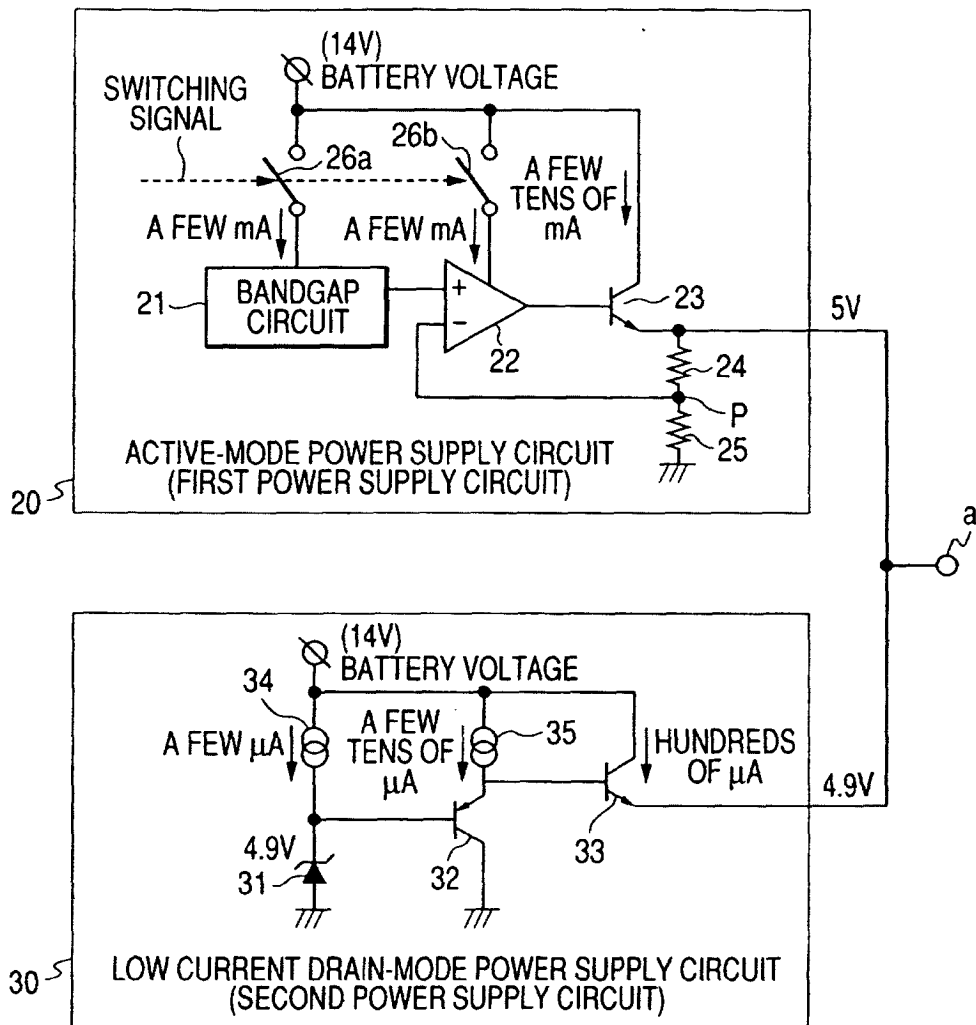 (14V)
BATTERY VOLTAGE
SWITCHING
SIGNAL
26a
26b
A FEW
TENS OF
mA
A FEW mA
A FEW mA
21
BANDGAP
CIRCUIT
+
−
22
23
5V
24
P
25
ACTIVE-MODE POWER SUPPLY CIRCUIT
(FIRST POWER SUPPLY CIRCUIT)
20
a
(14V)
BATTERY VOLTAGE
34
A FEW μA
A FEW
TENS OF
μA
35
HUNDREDS
OF μA
4.9V
4.9V
31
32
33
LOW CURRENT DRAIN-MODE POWER SUPPLY CIRCUIT
(SECOND POWER SUPPLY CIRCUIT)
30